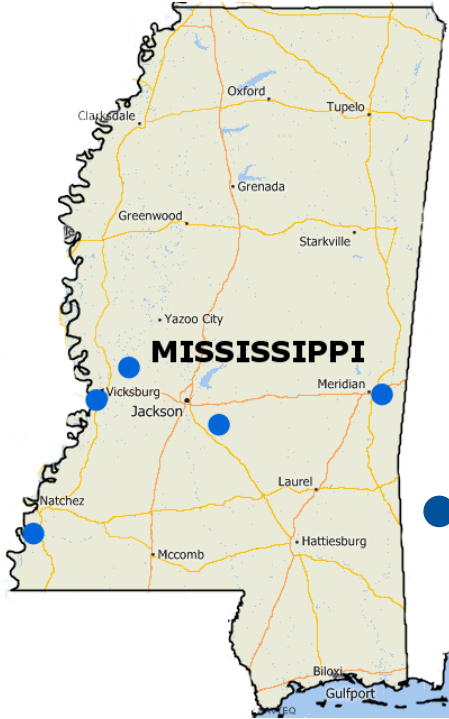 Oxford
Tupelo
Clarksdale
Grenada
Greenwood
Starkville
Yazoo City
MISSISSIPPI
Meridian
Vicksburg
Jackson
Laurel
Natchez
Hattiesburg
Mccomb
Biloxi
Gulfport